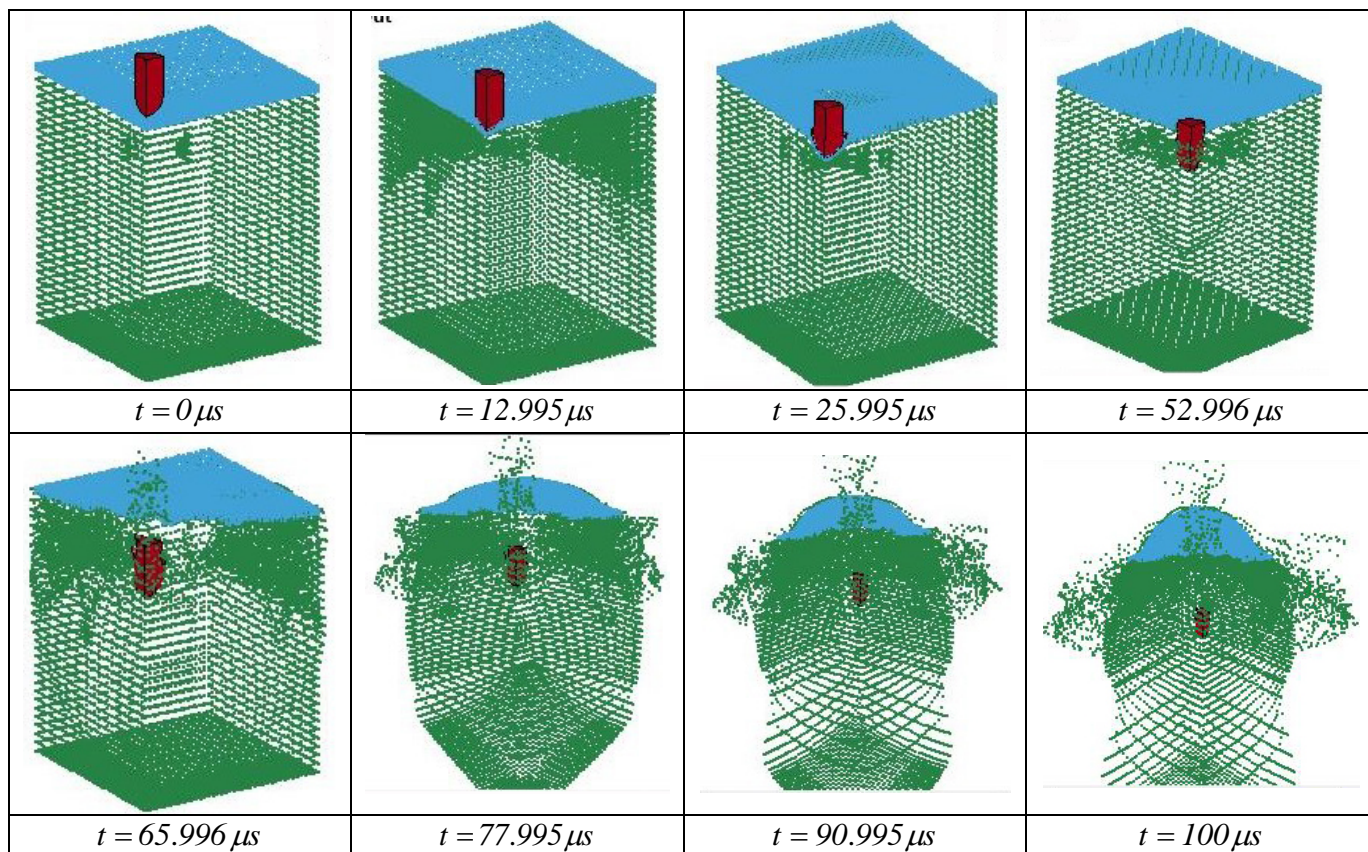 t = 0 μs
t = 12.995 μs
t = 25.995 μs
t = 52.996 μs
t = 65.996 μs
t = 77.995 μs
t = 90.995 μs
t = 100 μs